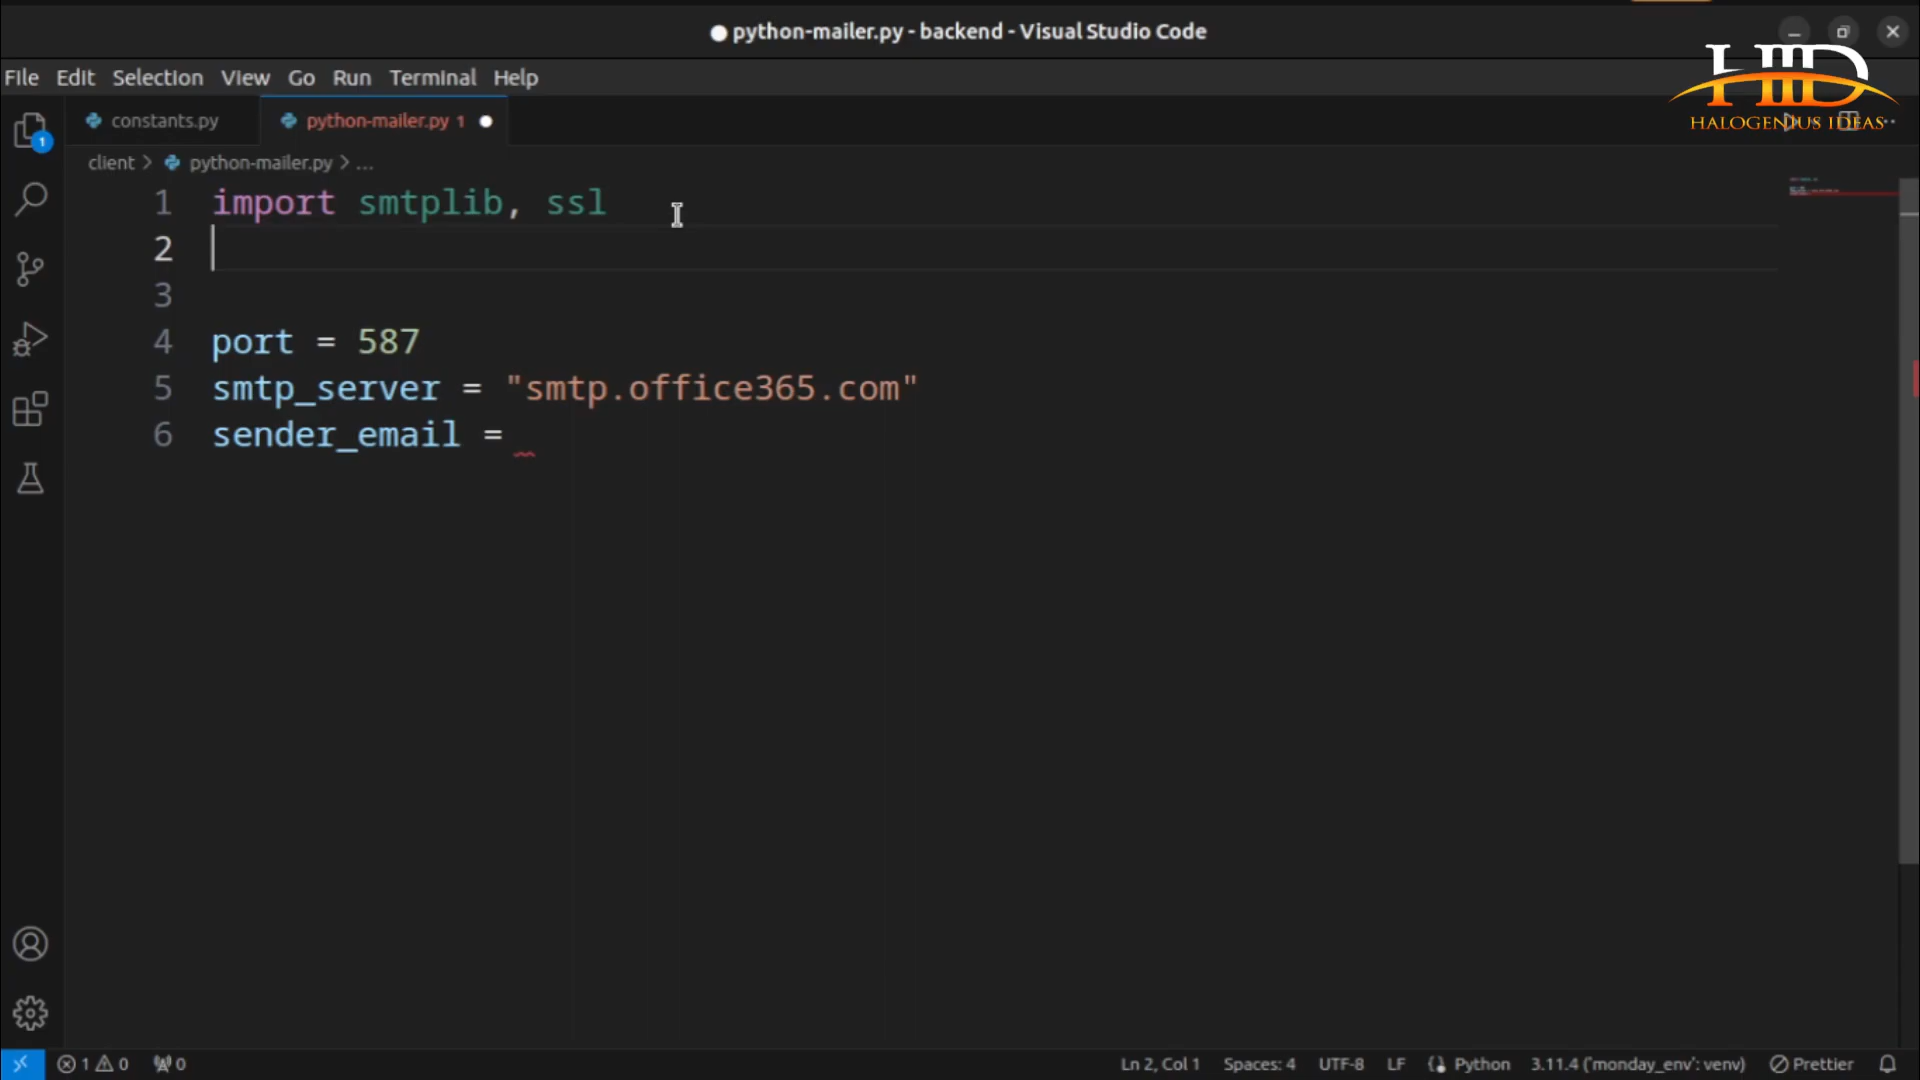 ● python-mailer.py - backend - Visual Studio Code
File Edit Selection View Go Run Terminal Help
HID
HALOGENIUS IDEAS
constants.py python-mailer.py 1 ●
client > python-mailer.py > ...
1 import smtplib, ssl
2
3
4 port = 587
5 smtp_server = "smtp.office365.com"
6 sender_email =
1
1 0 0 Ln 2, Col 1 Spaces: 4 UTF-8 LF Python 3.11.4 ('monday_env': venv) Prettier